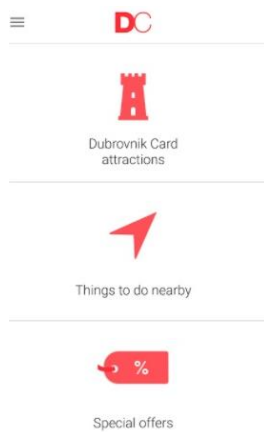 DC
Dubrovnik Card
attractions
Things to do nearby
%
Special offers